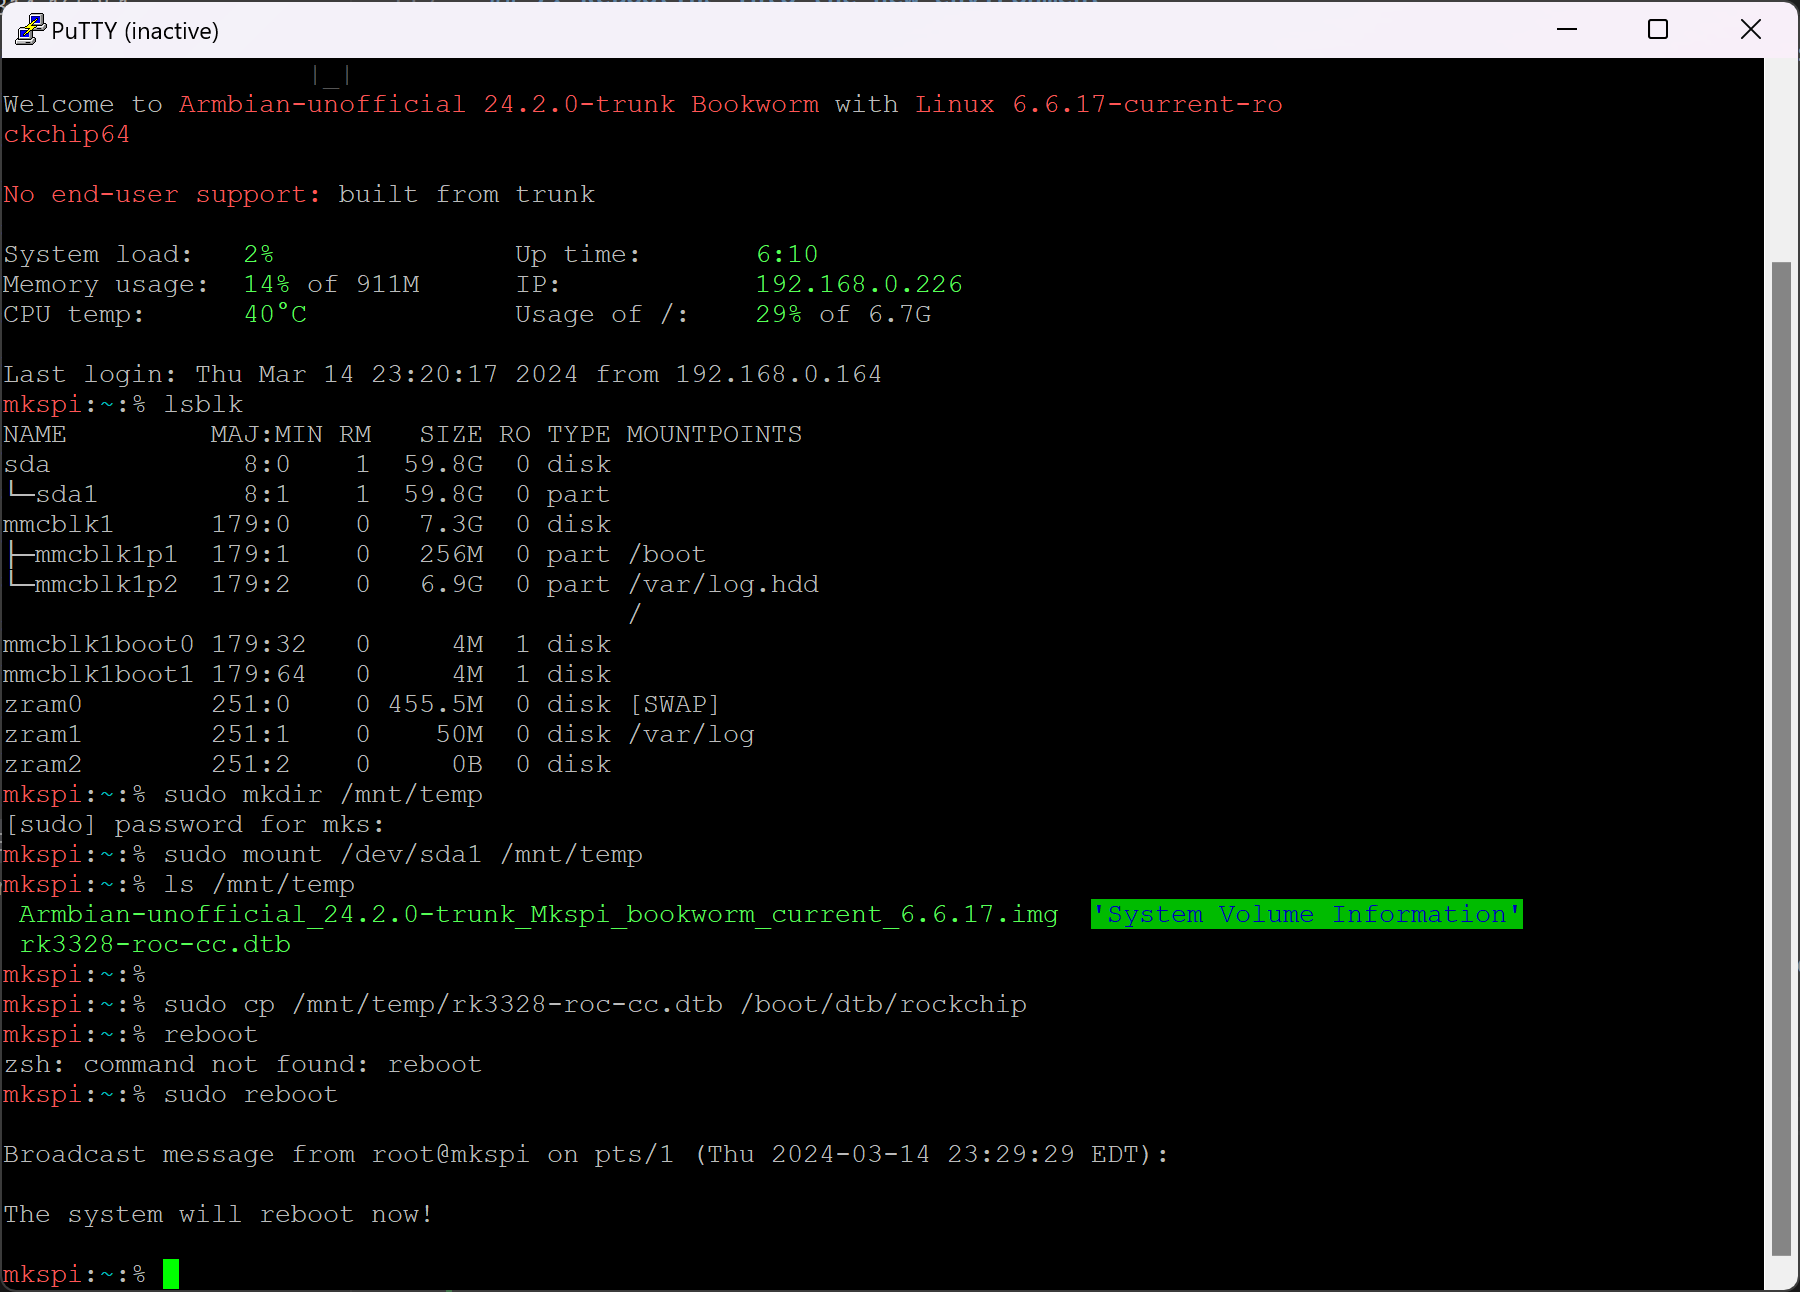 PuTTY (inactive)
|_|
Welcome to Armbian-unofficial 24.2.0-trunk Bookworm with Linux 6.6.17-current-ro
ckchip64
No end-user support: built from trunk
System load:   2%               Up time:       6:10
Memory usage:  14% of 911M      IP:            192.168.0.226
CPU temp:      40°C             Usage of /:    29% of 6.7G
Last login: Thu Mar 14 23:20:17 2024 from 192.168.0.164
mkspi:~:% lsblk
NAME         MAJ:MIN RM   SIZE RO TYPE MOUNTPOINTS
sda            8:0    1  59.8G  0 disk
└─sda1         8:1    1  59.8G  0 part
mmcblk1      179:0    0   7.3G  0 disk
├─mmcblk1p1  179:1    0   256M  0 part /boot
└─mmcblk1p2  179:2    0   6.9G  0 part /var/log.hdd
                                       /
mmcblk1boot0 179:32   0     4M  1 disk
mmcblk1boot1 179:64   0     4M  1 disk
zram0        251:0    0 455.5M  0 disk [SWAP]
zram1        251:1    0    50M  0 disk /var/log
zram2        251:2    0     0B  0 disk
mkspi:~:% sudo mkdir /mnt/temp
[sudo] password for mks:
mkspi:~:% sudo mount /dev/sda1 /mnt/temp
mkspi:~:% ls /mnt/temp
Armbian-unofficial_24.2.0-trunk_Mkspi_bookworm_current_6.6.17.img  'System Volume Information'
rk3328-roc-cc.dtb
mkspi:~:%
mkspi:~:% sudo cp /mnt/temp/rk3328-roc-cc.dtb /boot/dtb/rockchip
mkspi:~:% reboot
zsh: command not found: reboot
mkspi:~:% sudo reboot
Broadcast message from root@mkspi on pts/1 (Thu 2024-03-14 23:29:29 EDT):
The system will reboot now!
mkspi:~:%